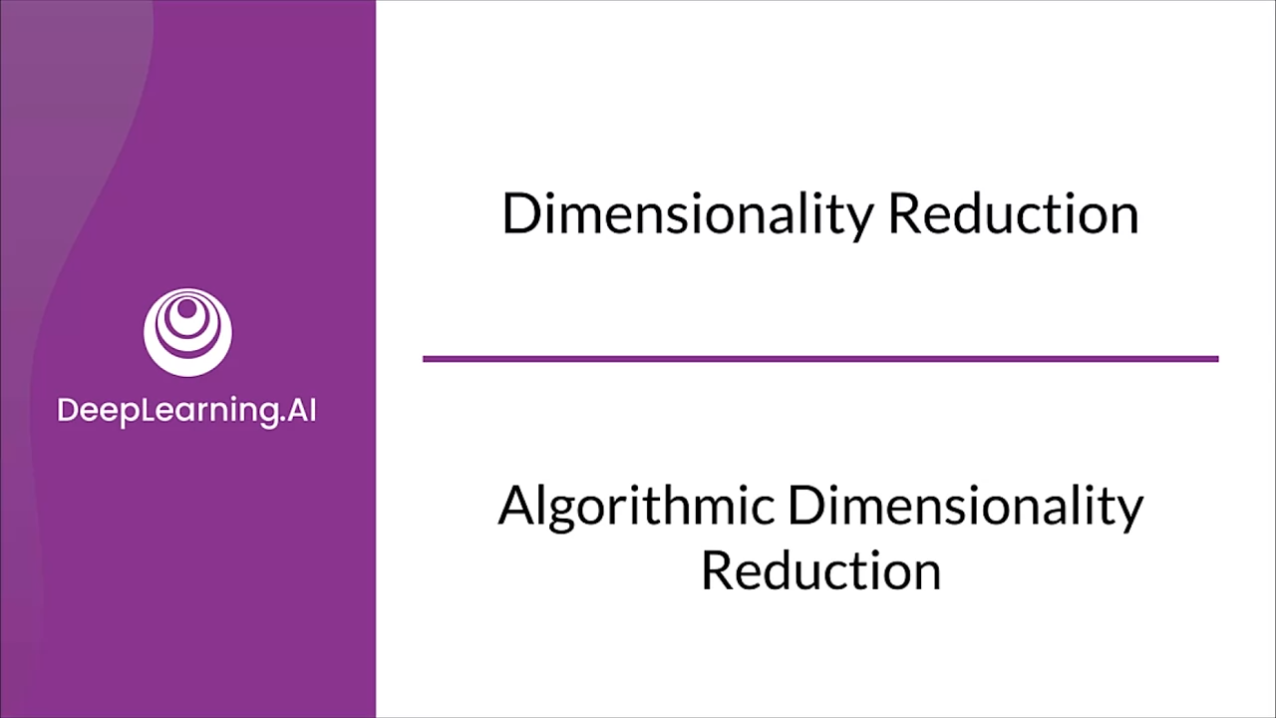 DeepLearning.AI
Dimensionality Reduction
Algorithmic Dimensionality
Reduction